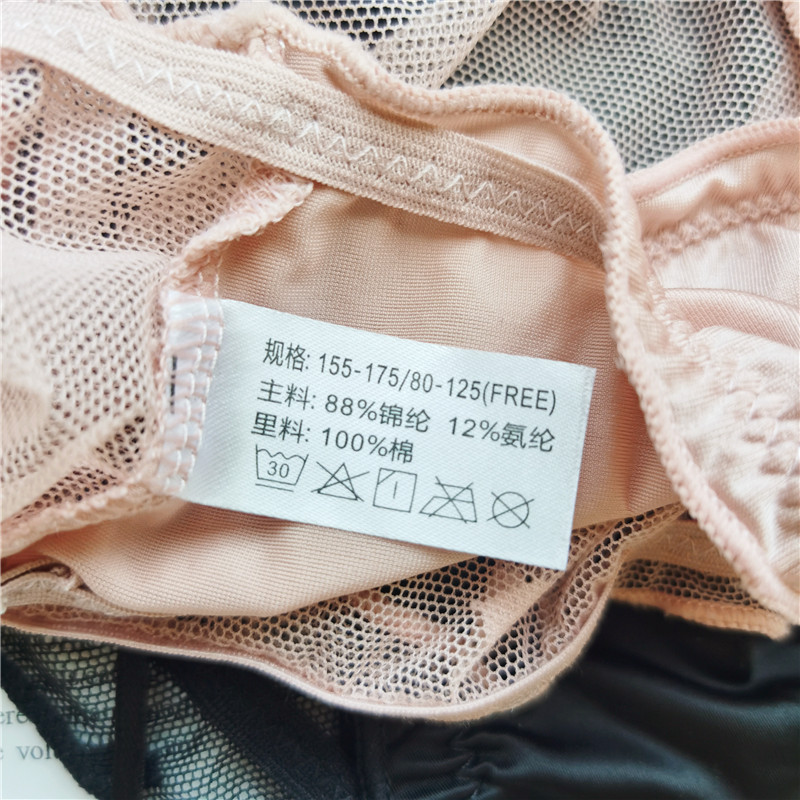 规格: 155-175/80-125(FREE)
主料: 88%锦纶 12%氨纶
里料: 100%棉
30